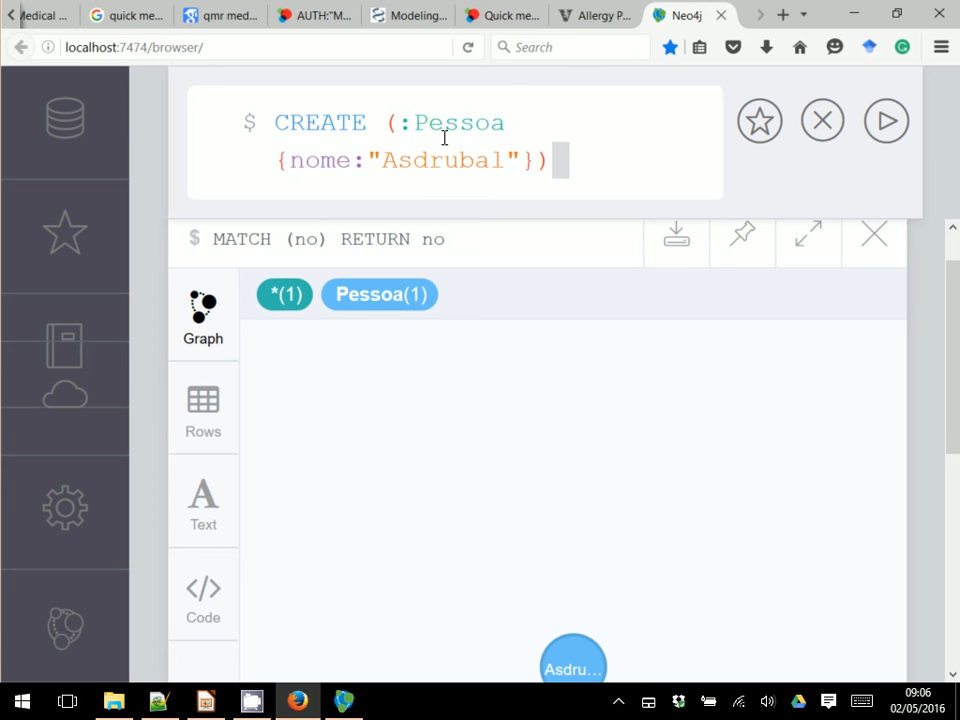 Medical ...
quick me...
qmr med...
AUTH:"M...
Modeling...
Quick me...
Allergy P...
Neo4j
localhost:7474/browser/
Search
$ CREATE (:Pessoa
{nome:"Asdrubal"})
$ MATCH (no) RETURN no
*(1) Pessoa(1)
Graph
Rows
A
Text
</>
Code
Asdru...
09:06
02/05/2016